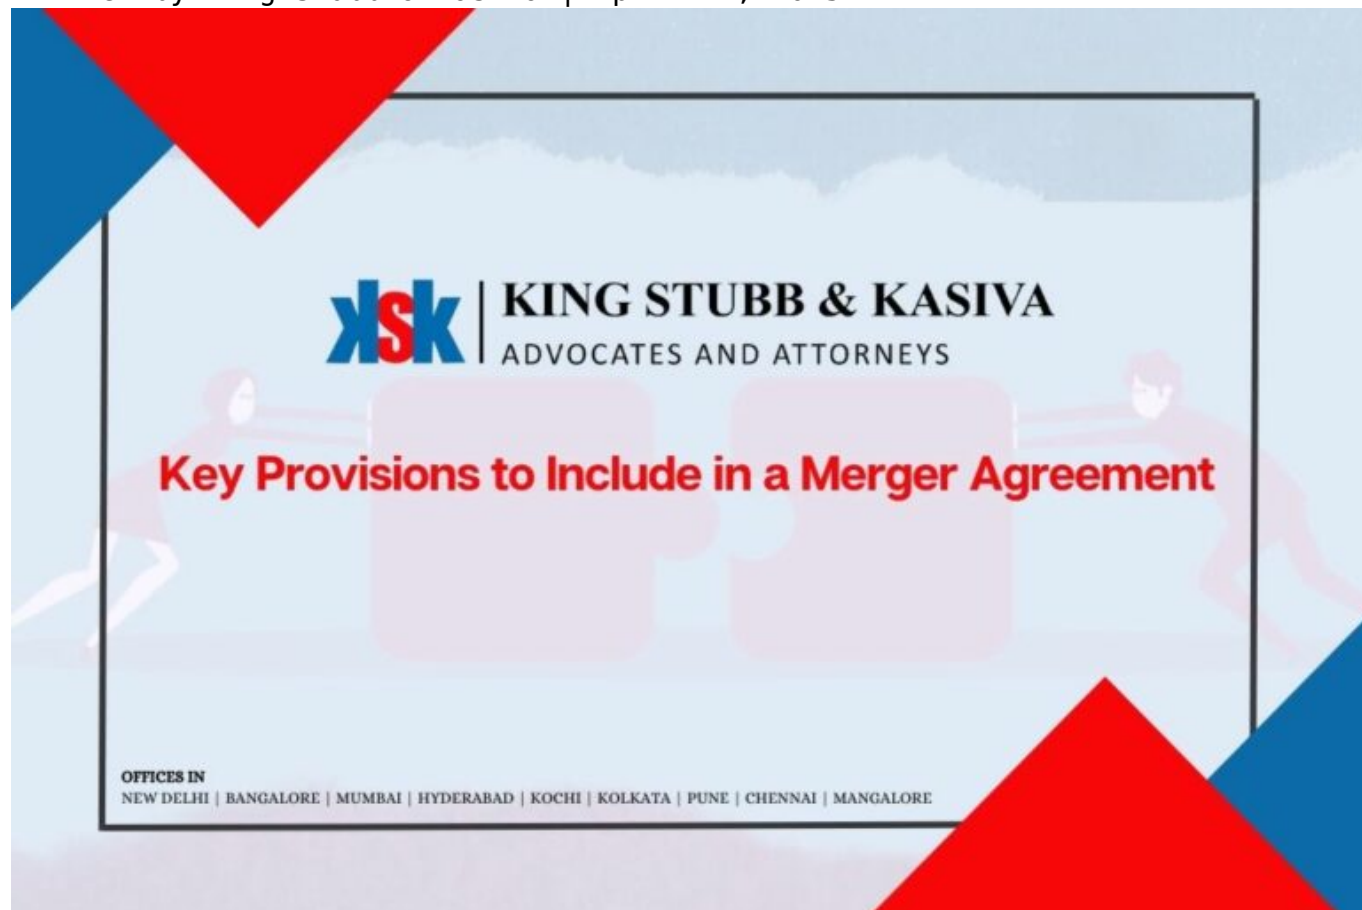 KSK
KING STUBB & KASIVA
ADVOCATES AND ATTORNEYS
Key Provisions to Include in a Merger Agreement
OFFICES IN
NEW DELHI | BANGALORE | MUMBAI | HYDERABAD | KOCHI | KOLKATA | PUNE | CHENNAI | MANGALORE